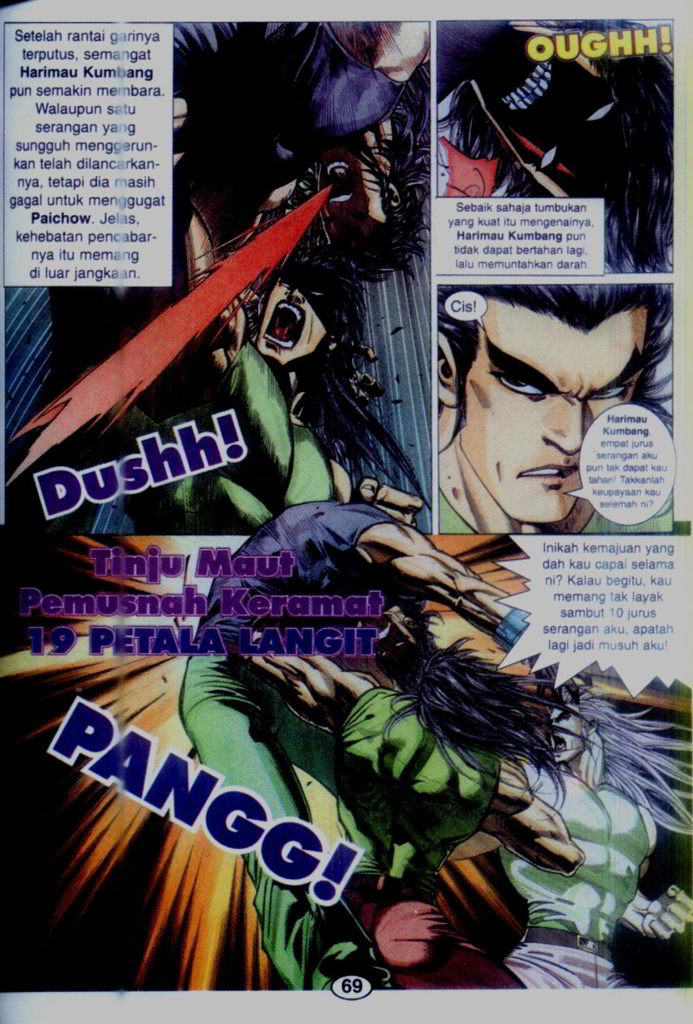 Setelah rantai garinya
terputus, semangat
Harimau Kumbang
pun semakin membara.
Walaupun satu
serangan yang
sungguh menggerun-
kan telah dilancarkan-
nya, tetapi dia masih
gagal untuk menggugat
Paichow. Jelas,
kehebatan pencabar-
nya itu memang
di luar jangkaan.
OUGHH!
Sebaik sahaja tumbukan
yang kuat itu mengenainya,
Harimau Kumbang pun
tidak dapat bertahan lagi,
lalu memuntahkan darah.
Dushh!
Cis!
Harimau
Kumbang,
empat jurus
serangan aku
pun tak dapat kau
tahan! Takkanlah
keupayaan kau
selemah ni?
Tinju Maut
Pemusnah Keramat
19 PETALA LANGIT
Inikah kemajuan yang
dah kau capai selama
ni? Kalau begitu, kau
memang tak layak
sambut 10 jurus
serangan aku, apatah
lagi jadi musuh aku!
PANGG!
69